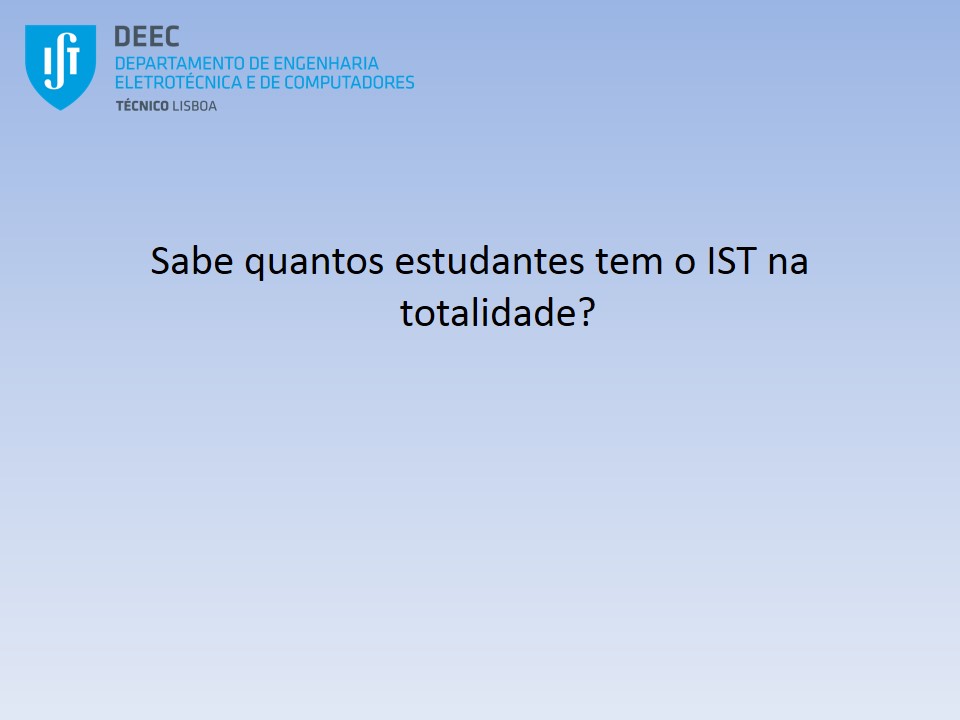 IST
DEEC
DEPARTAMENTO DE ENGENHARIA
ELETROTÉCNICA E DE COMPUTADORES
TÉCNICO LISBOA
Sabe quantos estudantes tem o IST na
totalidade?